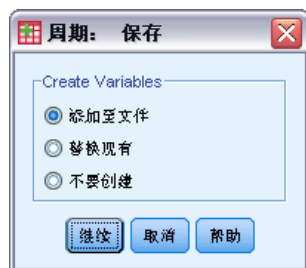 周期： 保存
Create Variables
添加至文件
替换现有
不要创建
继续 取消 帮助